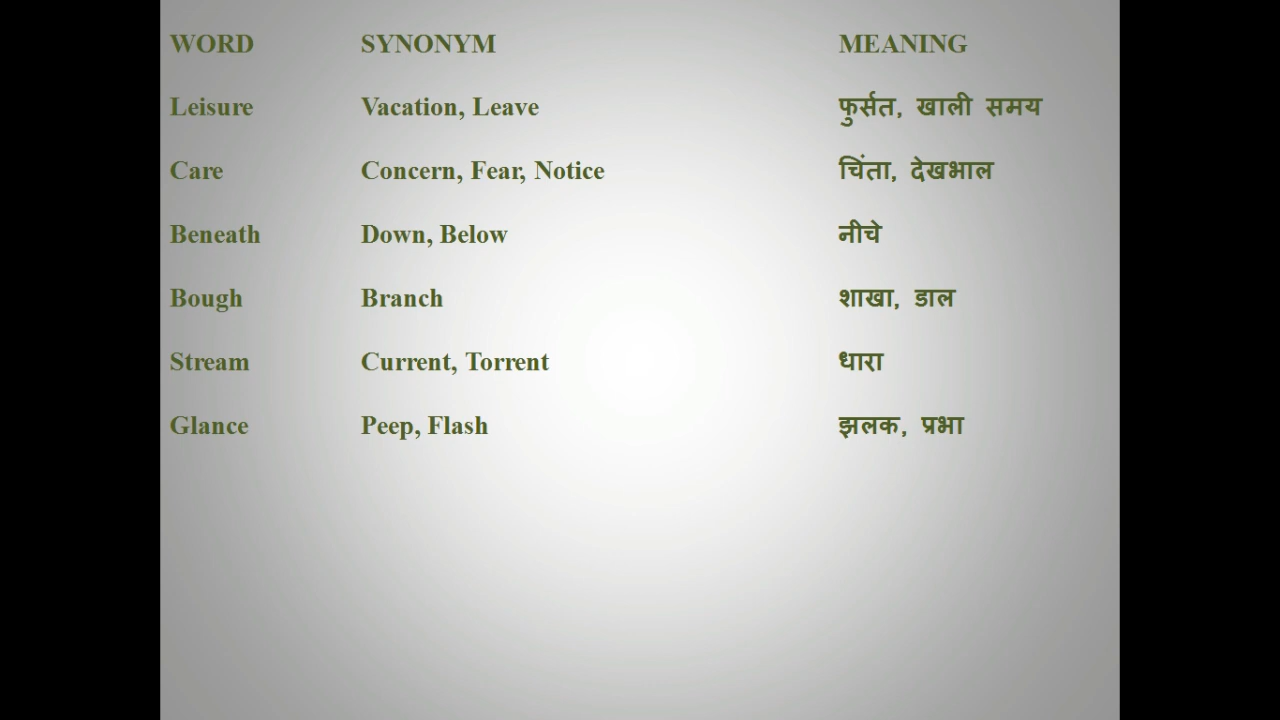 WORD SYNONYM MEANING
Leisure Vacation, Leave फुर्सत, खाली समय
Care Concern, Fear, Notice चिंता, देखभाल
Beneath Down, Below नीचे
Bough Branch शाखा, डाल
Stream Current, Torrent धारा
Glance Peep, Flash झलक, प्रभा